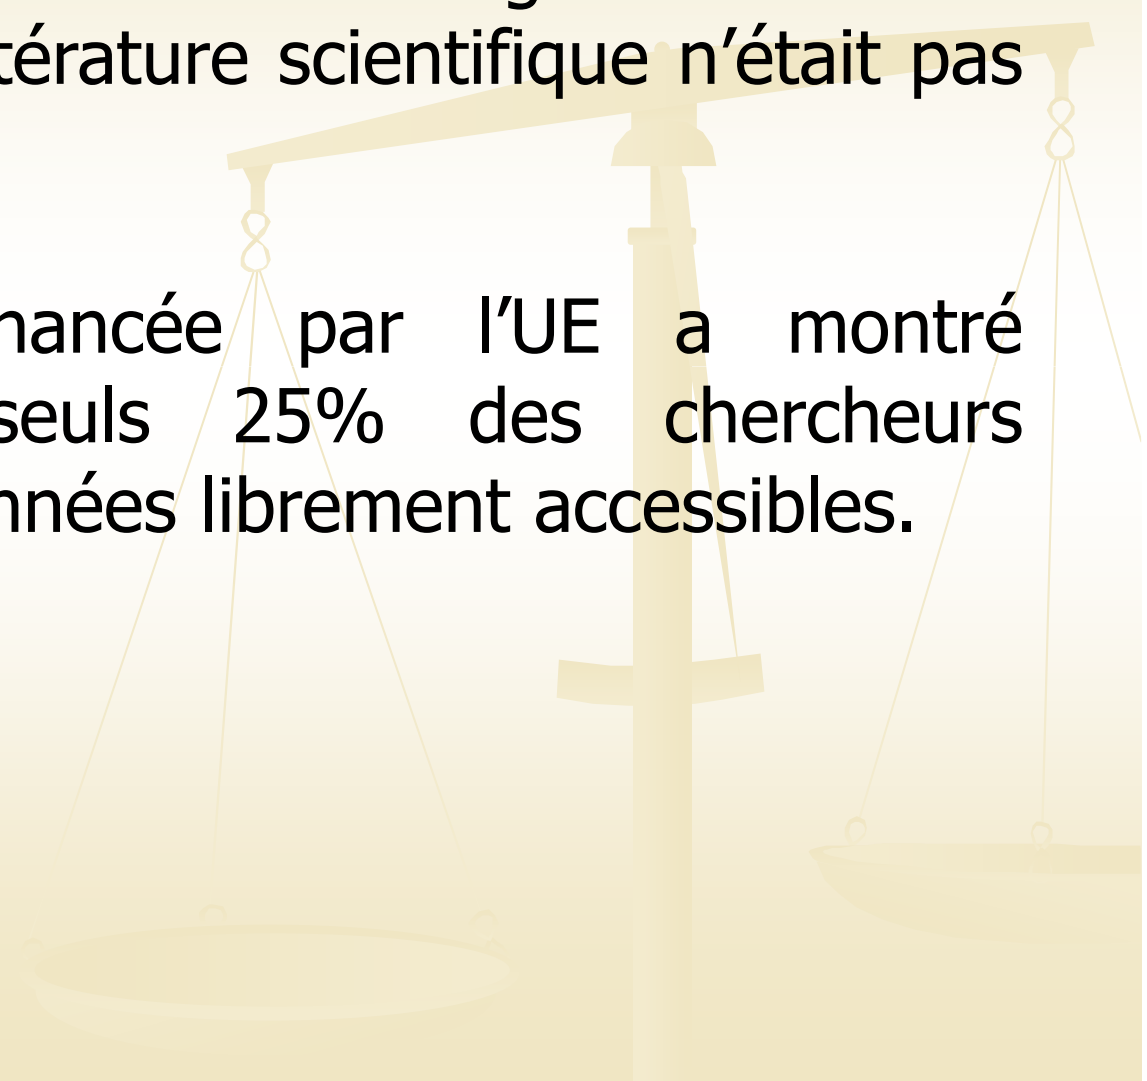 térature scientifique n’était pas
nancée par l’UE a montré
seuls 25% des chercheurs
nnées librement accessibles.